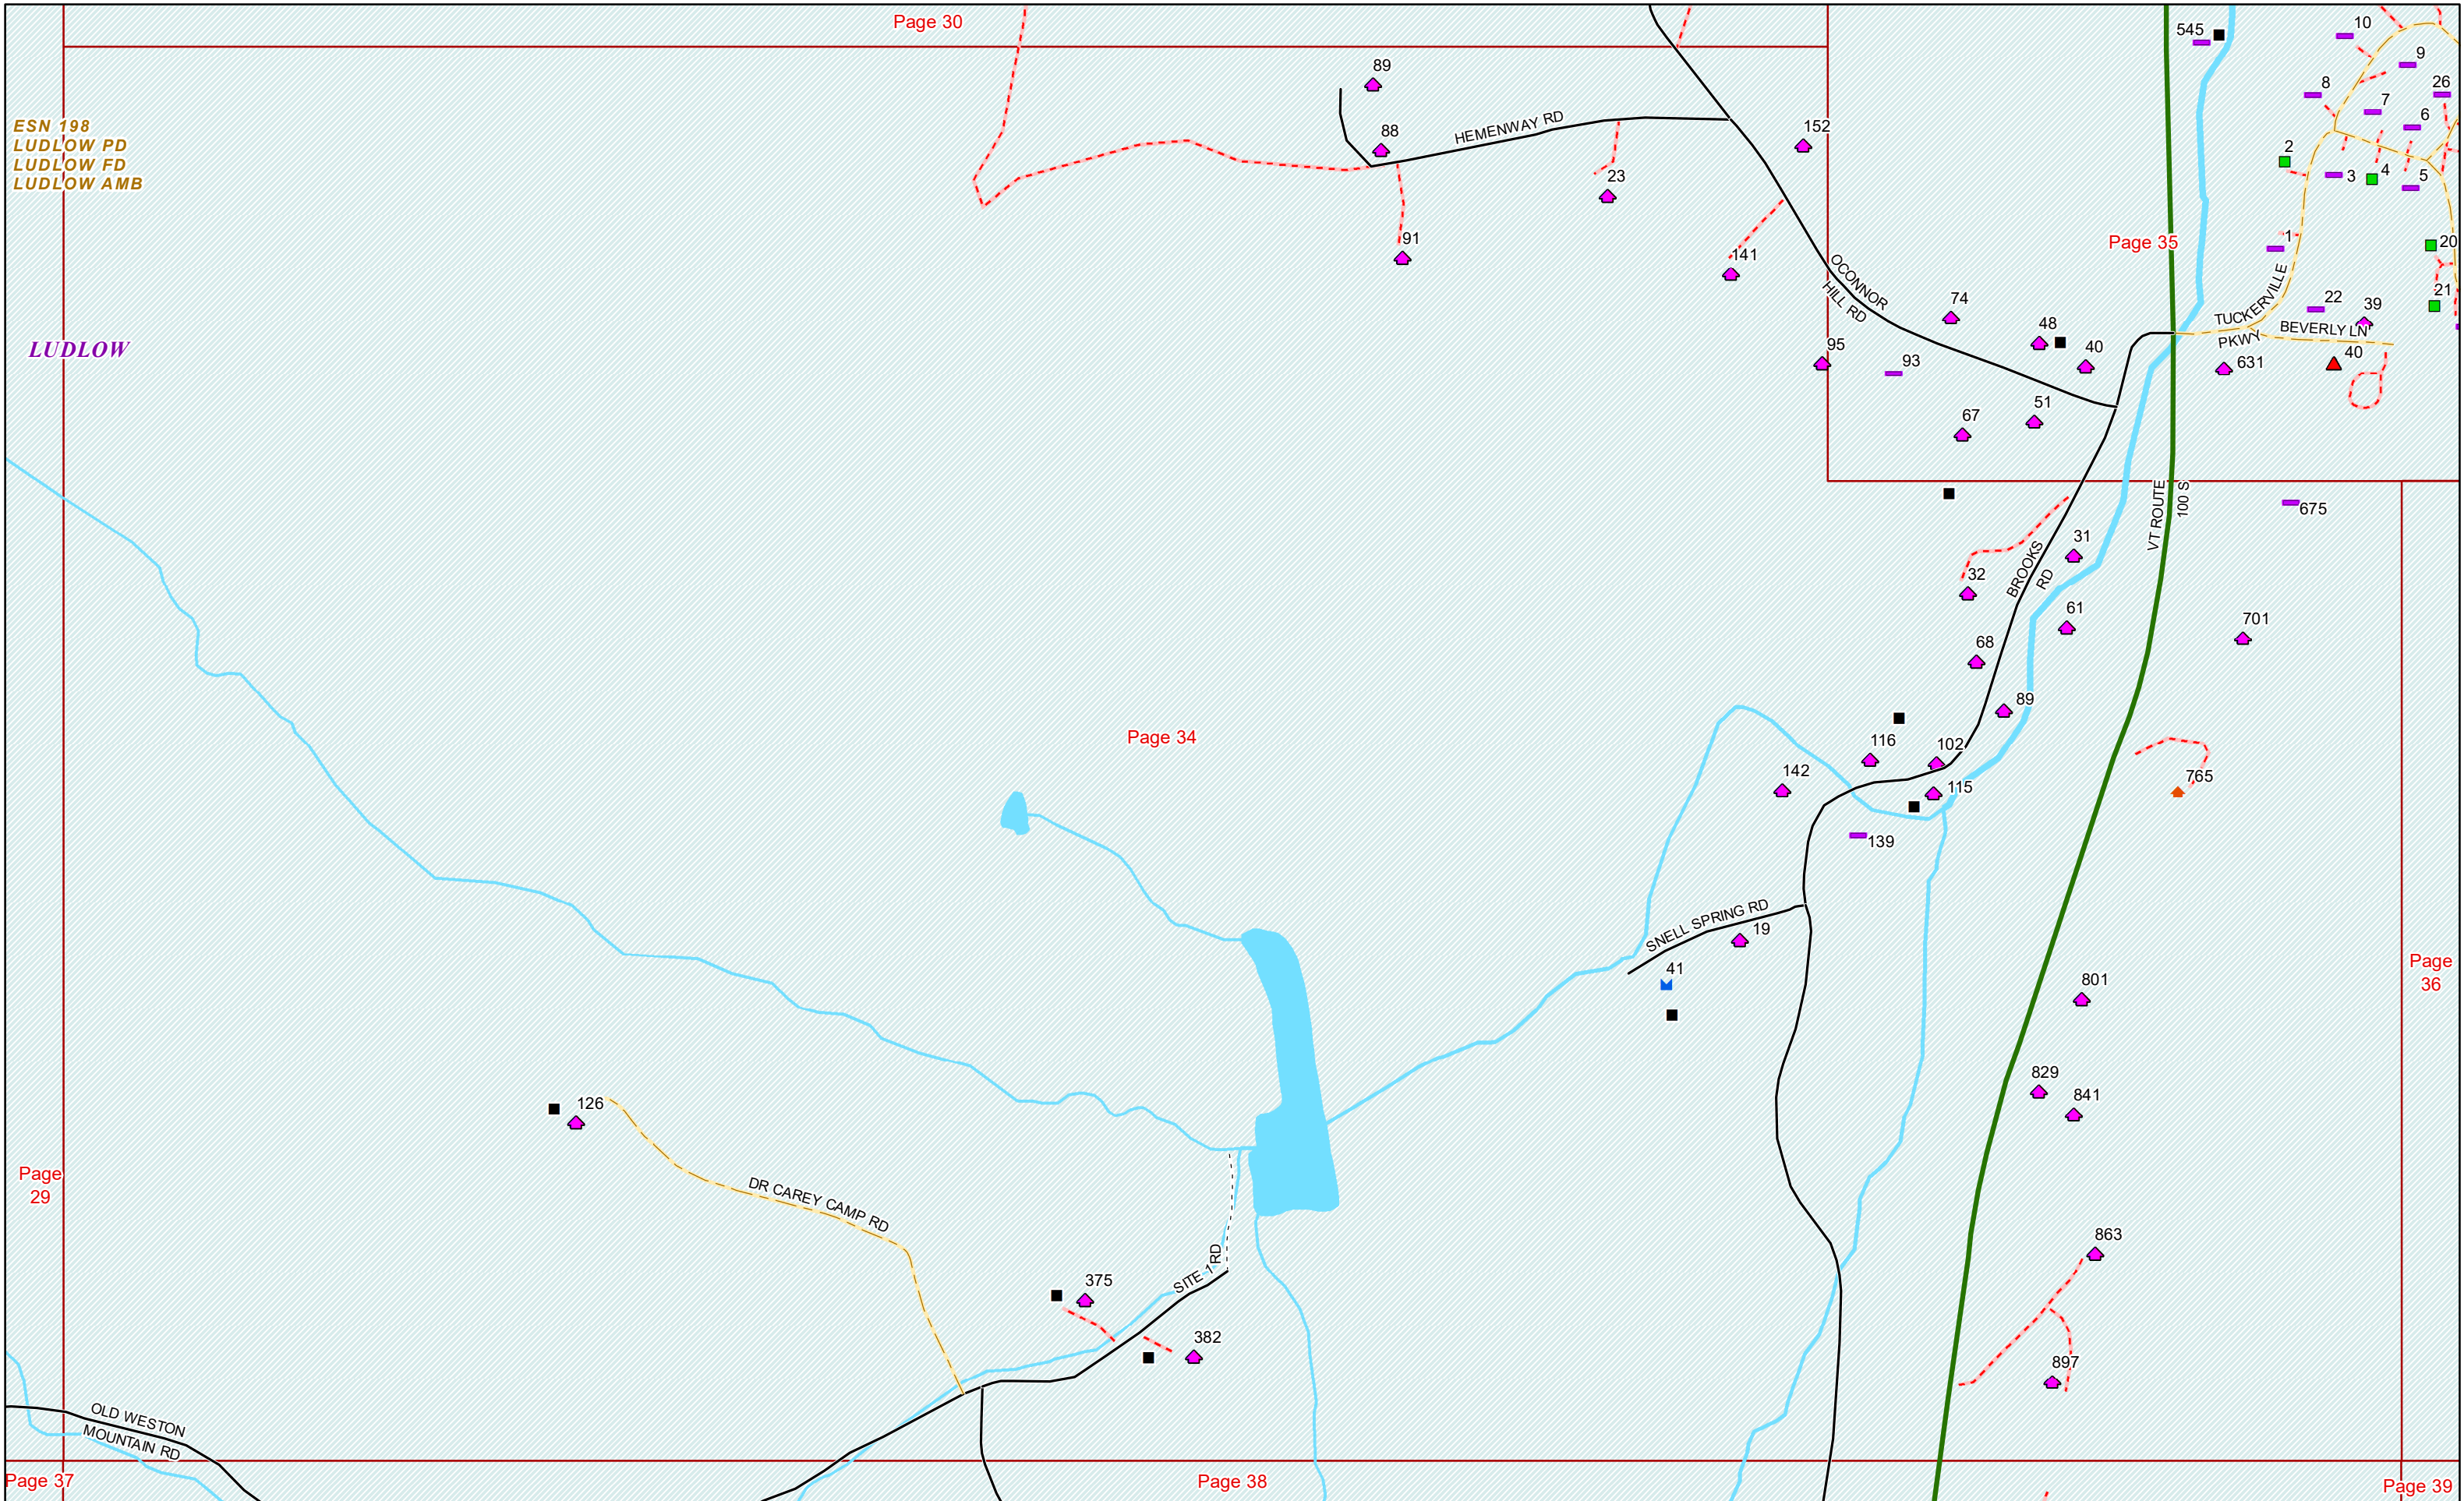 Page 30
545
10
9
8
26
7
6
ESN 198
LUDLOW PD
LUDLOW FD
LUDLOW AMB
89
88
HEMENWAY RD
152
2
3
4
5
23
91
141
Page 35
1
20
OCONNOR
HILL RD
TUCKERVILLE
PKWY
BEVERLY LN
22
39
21
74
48
40
LUDLOW
95
93
631
40
67
51
VT ROUTE
100 S
675
31
BROOKS
RD
32
61
701
68
89
Page 34
116
102
142
115
765
139
SNELL SPRING RD
19
41
Page
36
801
829
841
126
Page
29
DR CAREY CAMP RD
SITE 1 RD
863
375
382
897
OLD WESTON
MOUNTAIN RD
Page 37
Page 38
Page 39